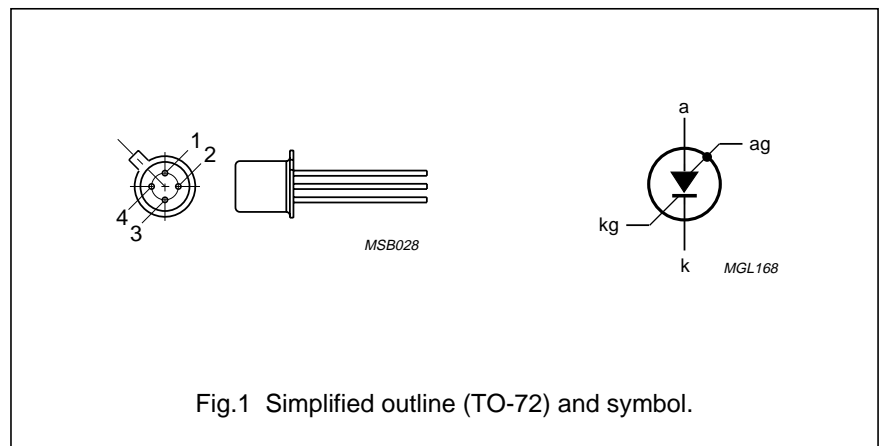 1
2
4
3
MSB028
a
ag
kg
k
MGL168
Fig.1 Simplified outline (TO-72) and symbol.